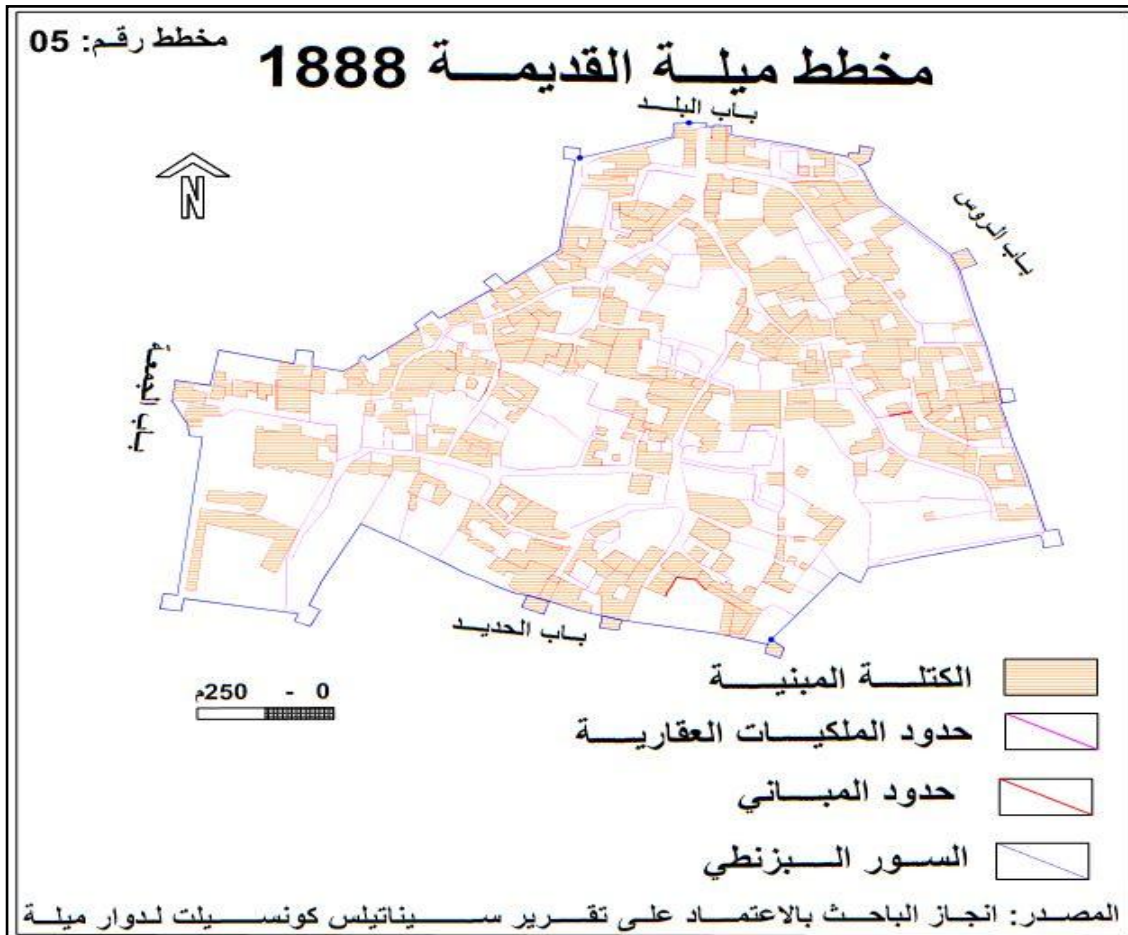 مخطط رقم: 05
مخطط ميلة القديمة 1888
باب البلد
باب الروس
N
باب الجمعة
باب الحديد
250م - 0
الكتلة المبنية
حدود الملكيات العقارية
حدود المباني
السور البزنطي
المصدر: انجاز الباحث بالاعتماد على تقرير سيناتيلس كونسيلت لدوار ميلة